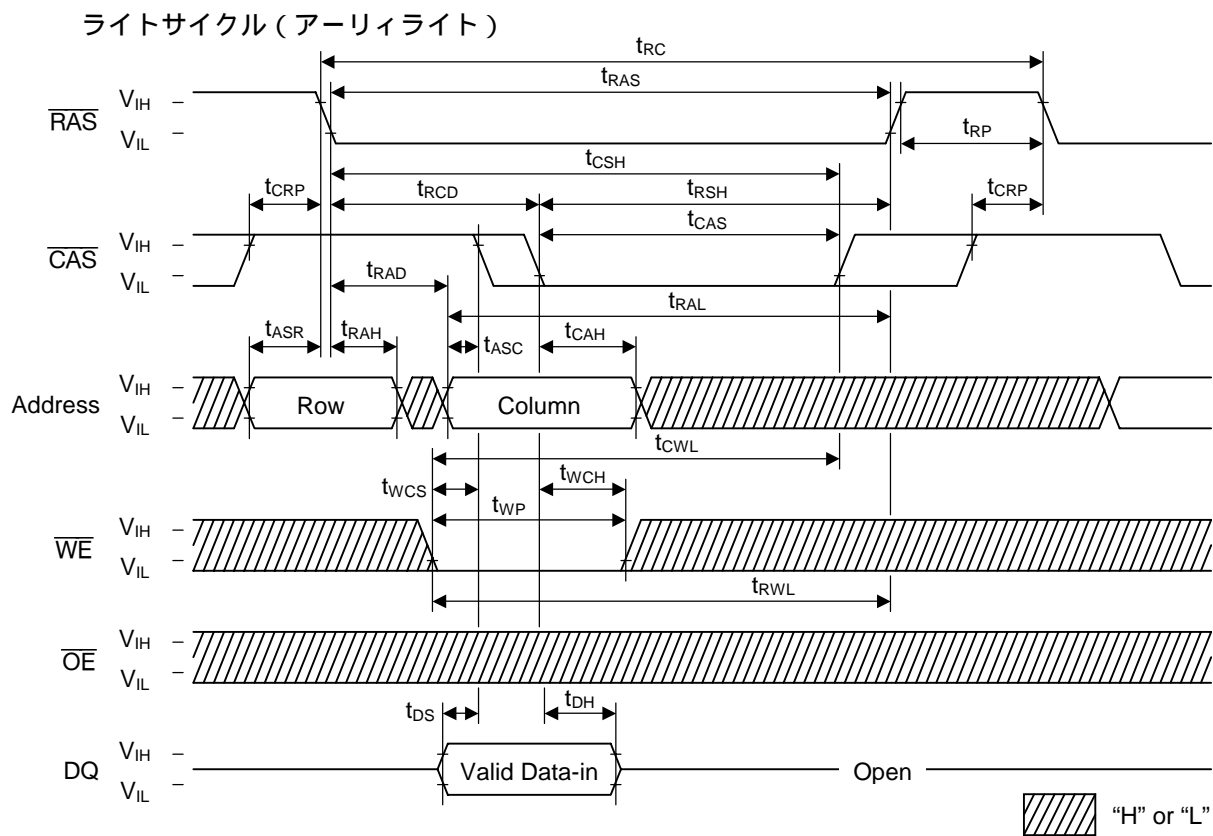 ライトサイクル ( アーリィライト )
tRC
tRAS
RAS
VIH
VIL
tRP
tCSH
tCRP
tRCD
tRSH
tCRP
tCAS
CAS
VIH
VIL
tRAD
tRAL
tASR
tRAH
tASC
tCAH
Address
VIH
VIL
Row
Column
tCWL
tWCS
tWCH
tWP
WE
VIH
VIL
tRWL
OE
VIH
VIL
tDS
tDH
DQ
VIH
VIL
Valid Data-in
Open
“H” or “L”